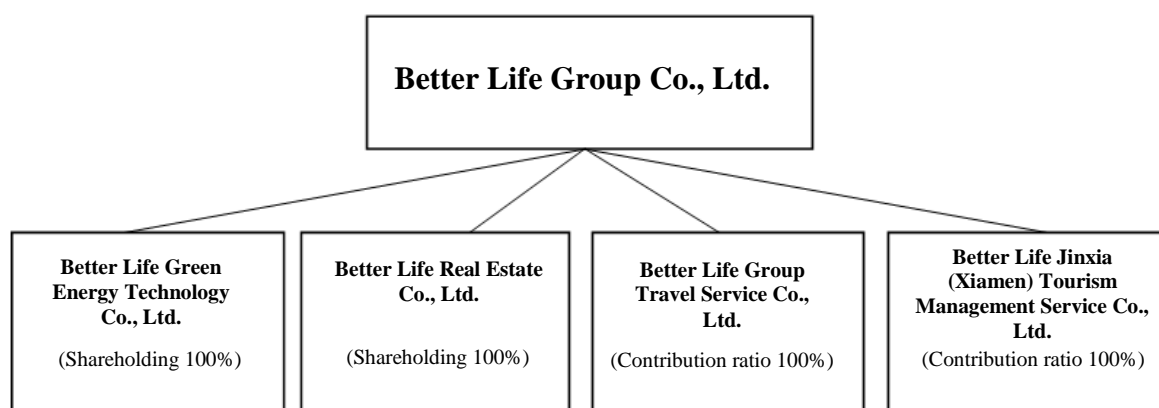 Better Life Group Co., Ltd.
Better Life Green
Energy Technology
Co., Ltd.
(Shareholding 100%)
Better Life Real Estate
Co., Ltd.
(Shareholding 100%)
Better Life Group
Travel Service Co.,
Ltd.
(Contribution ratio 100%)
Better Life Jinxia
(Xiamen) Tourism
Management Service Co.,
Ltd.
(Contribution ratio 100%)